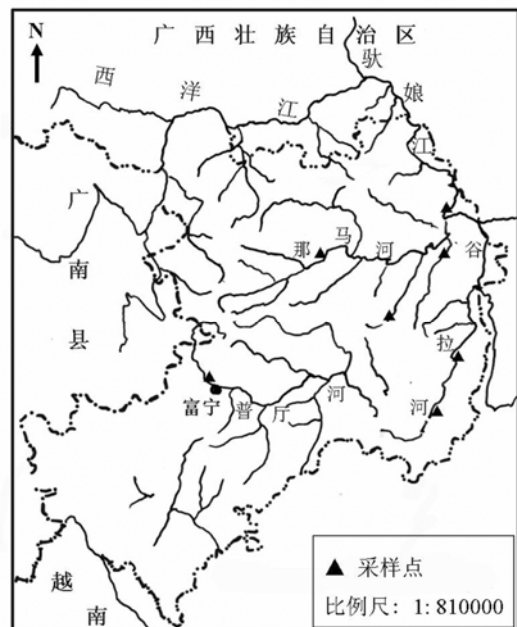 广西壮族自治区
N
西洋江
驮娘江
广南县
那马河
谷拉河
富宁
普厅河
越南
▲ 采样点
比例尺：1: 810000